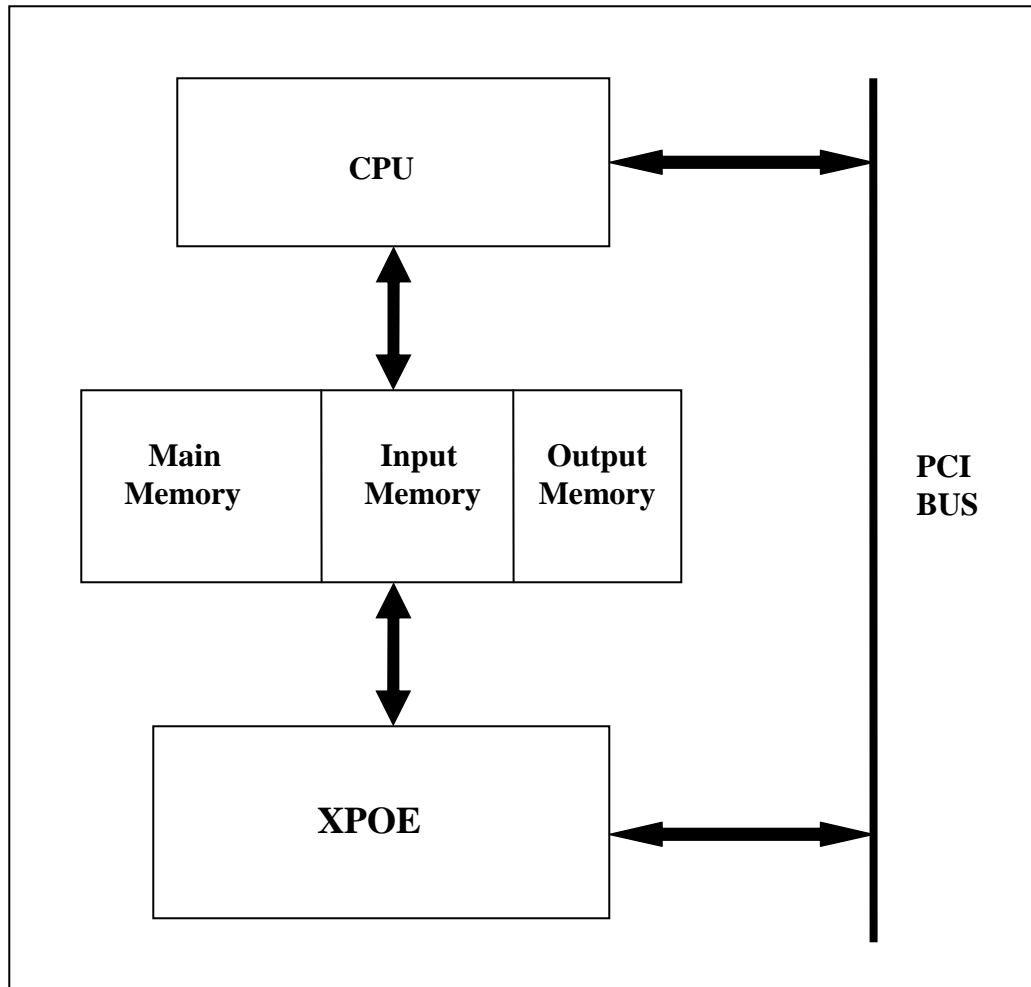 CPU
Main
Memory
Input
Memory
Output
Memory
PCI
BUS
XPOE